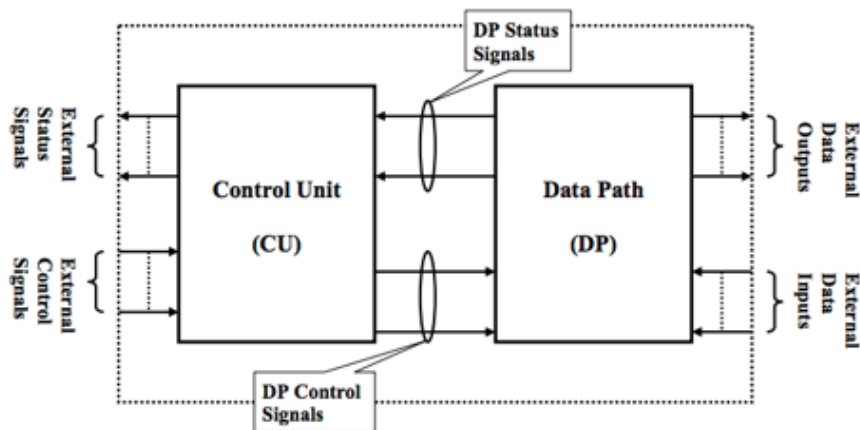 DP Status
Signals
External
Status
Signals
Control Unit
(CU)
Data Path
(DP)
External
Data
Outputs
External
Control
Signals
External
Data
Inputs
DP Control
Signals